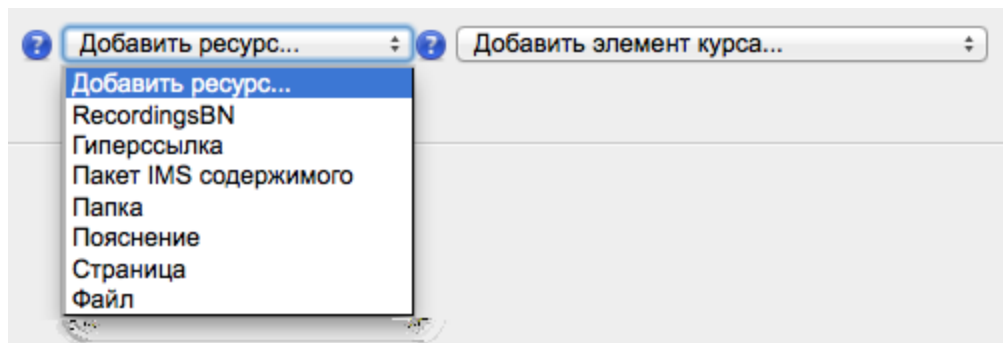 Добавить ресурс... Добавить элемент курса...
Добавить ресурс...
RecordingsBN
Гиперссылка
Пакет IMS содержимого
Папка
Пояснение
Страница
Файл